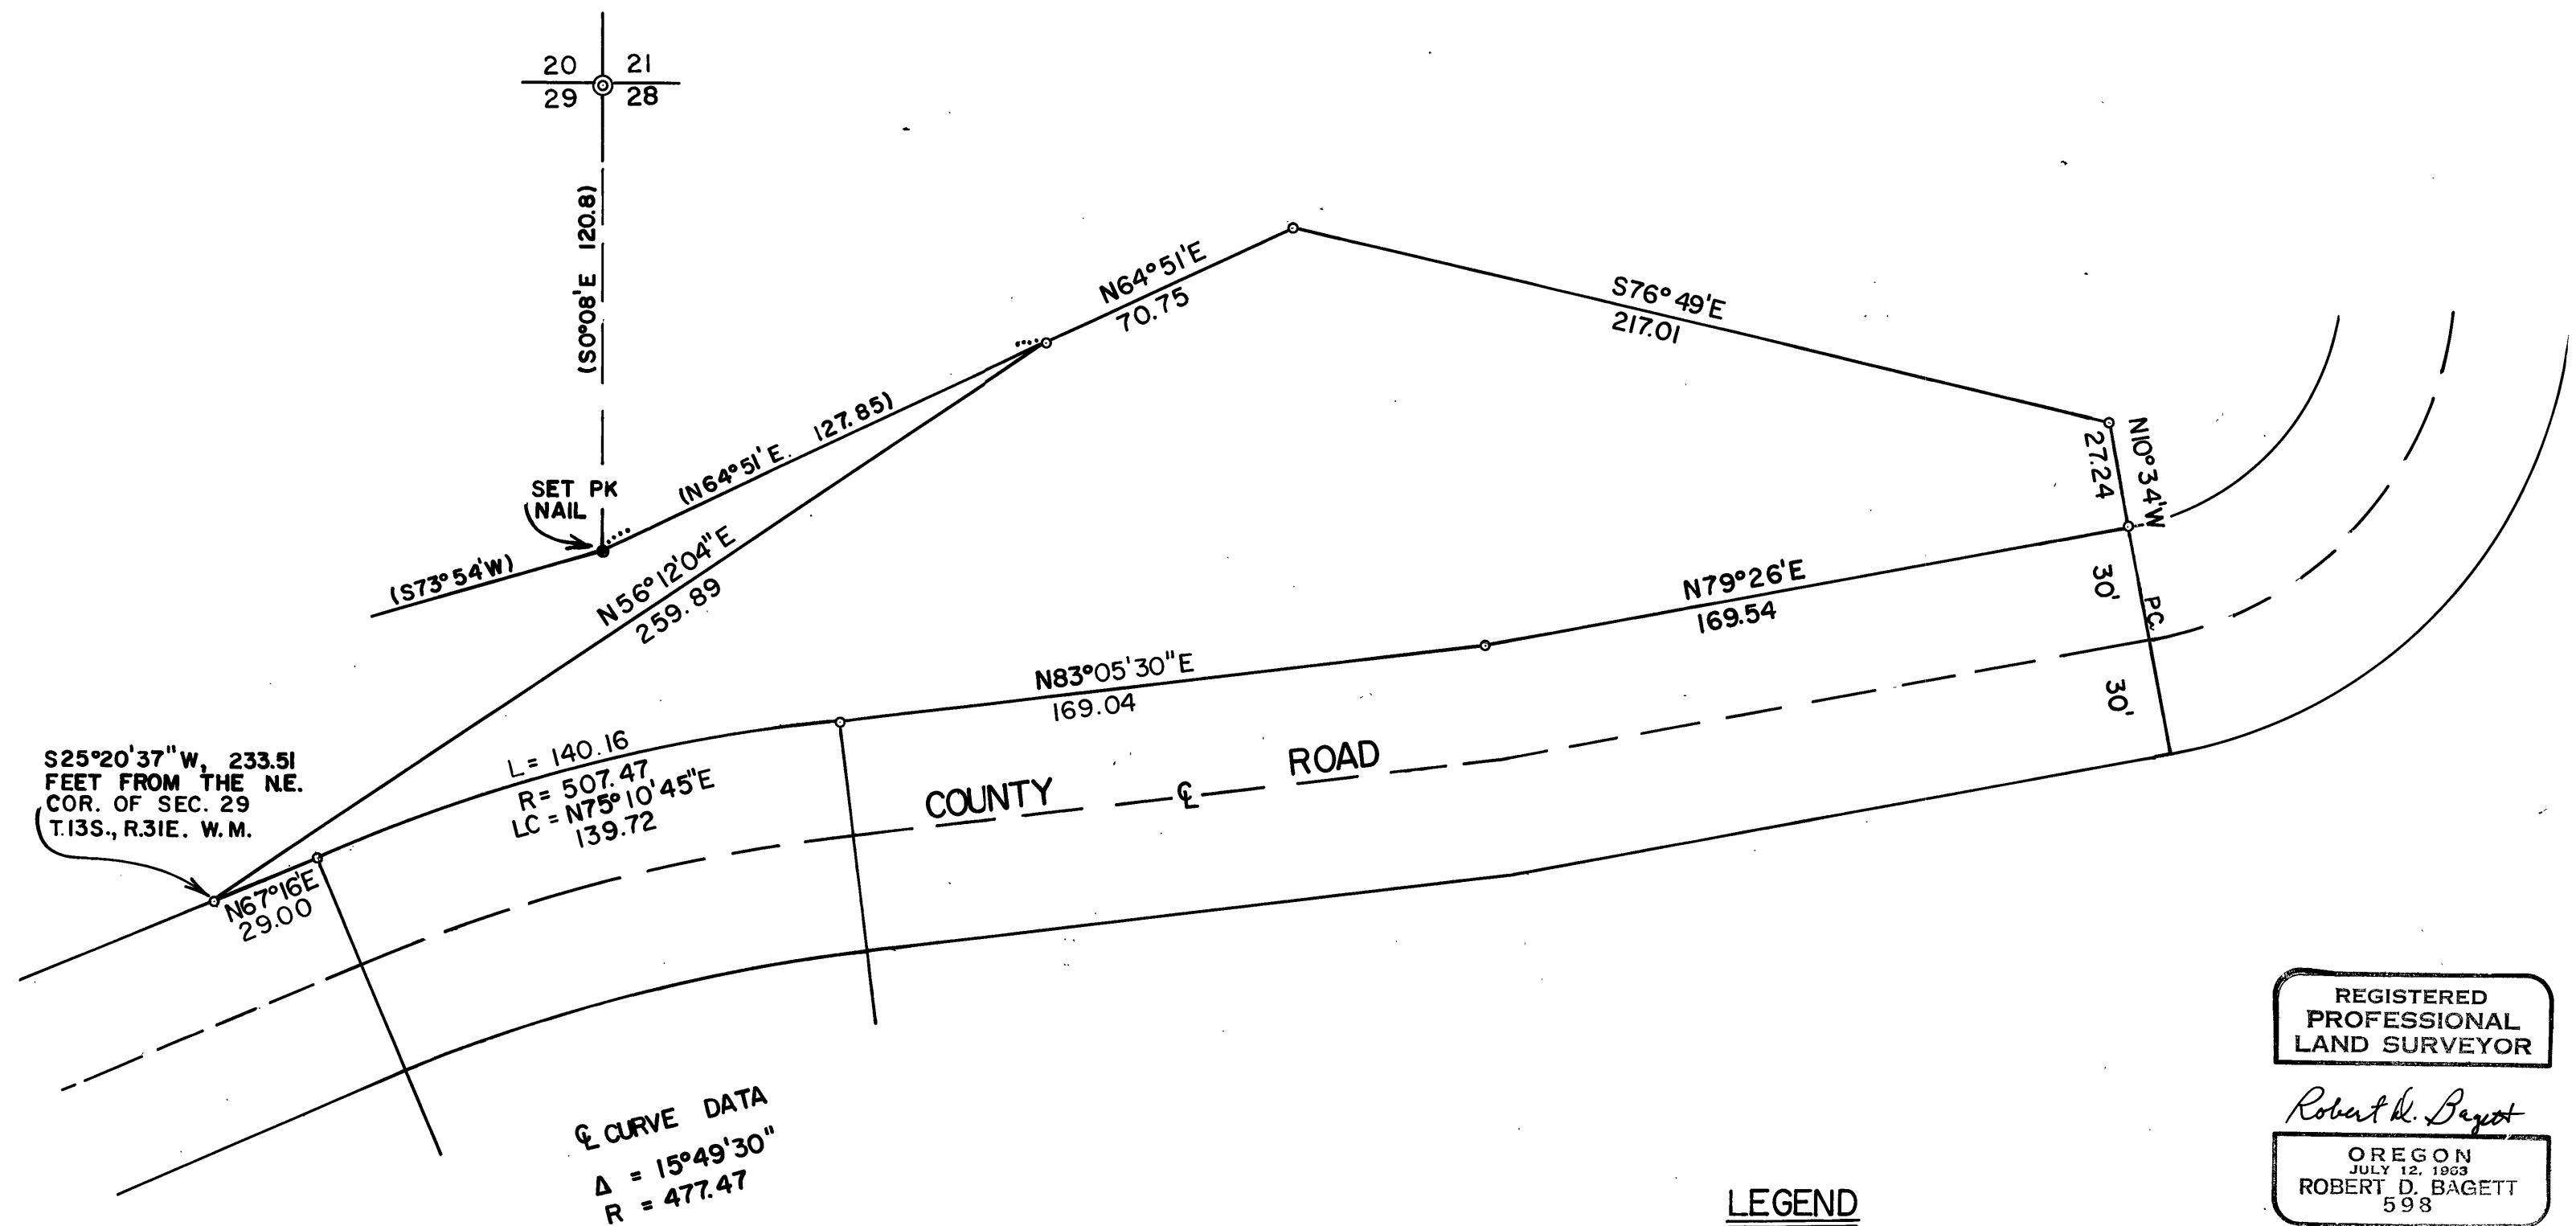 20 21
29 28
(S0°08'E 120.8)
N64°51'E
70.75
S76°49'E
217.01
(N64°51'E. 127.85)
SET PK
NAIL
(S73°54'W)
N56°12'04"E
259.89
N10°34'W
27.24
30'
P.C.
30'
N79°26'E
169.54
N83°05'30"E
169.04
COUNTY ℄ ROAD
L= 140.16
R= 507.47
LC = N75°10'45"E
139.72
S25°20'37"W, 233.51
FEET FROM THE N.E.
COR. OF SEC. 29
T.13S., R.31E. W.M.
N67°16'E
29.00
℄ CURVE DATA
Δ = 15°49'30"
R = 477.47
LEGEND
REGISTERED
PROFESSIONAL
LAND SURVEYOR
Robert D. Bagett
OREGON
JULY 12, 1963
ROBERT D. BAGETT
598